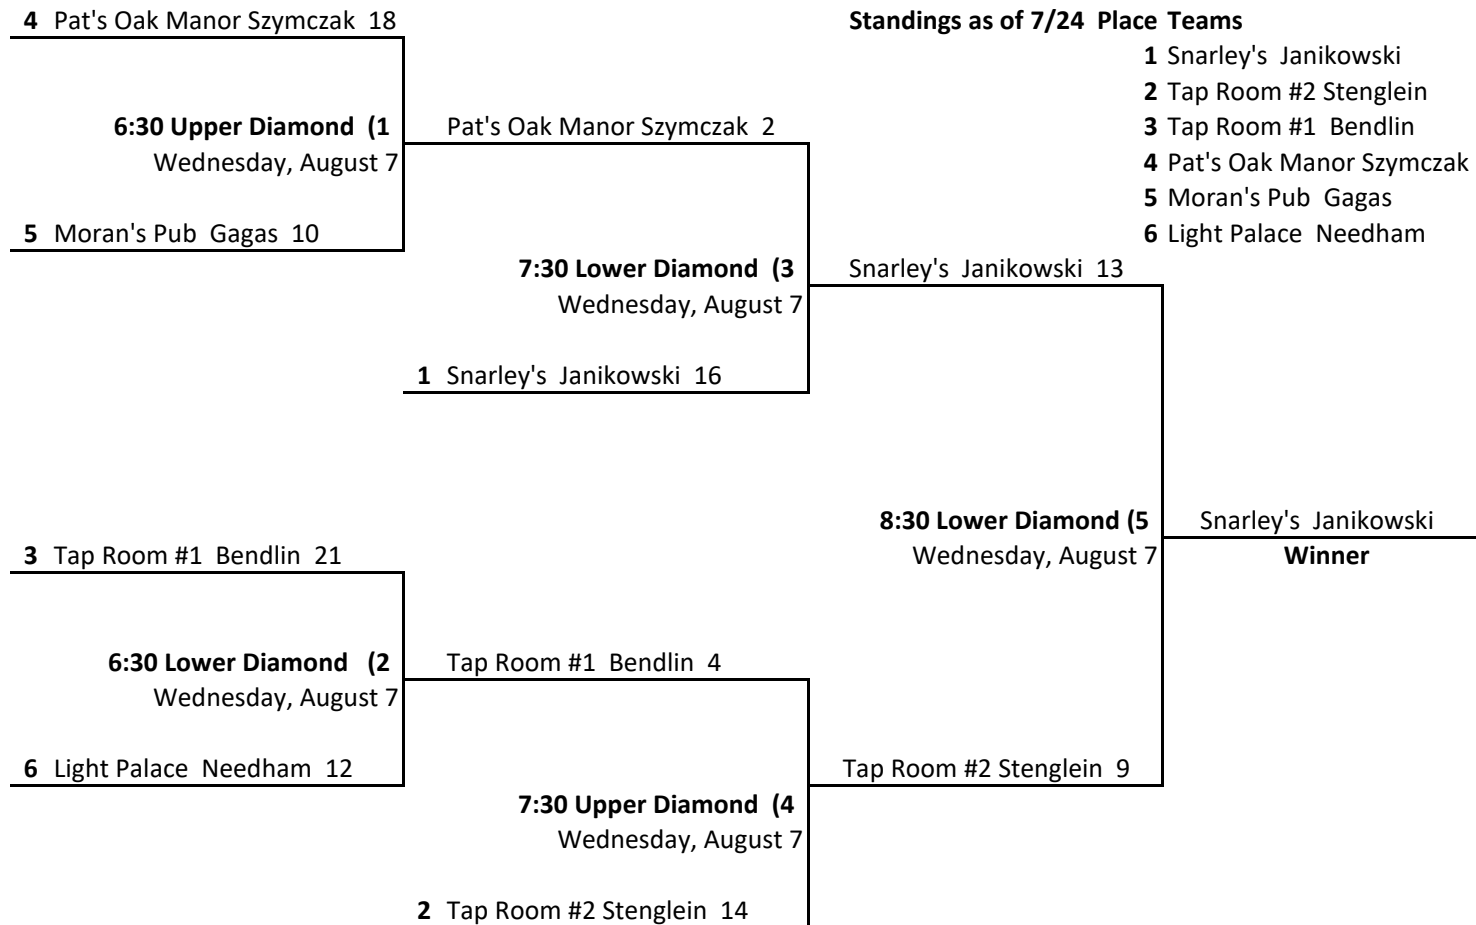 4 Pat's Oak Manor Szymczak 18
Standings as of 7/24 Place Teams
1 Snarley's Janikowski
2 Tap Room #2 Stenglein
6:30 Upper Diamond (1
Pat's Oak Manor Szymczak 2
3 Tap Room #1 Bendlin
Wednesday, August 7
4 Pat's Oak Manor Szymczak
5 Moran's Pub Gagas
5 Moran's Pub Gagas 10
6 Light Palace Needham
7:30 Lower Diamond (3
Snarley's Janikowski 13
Wednesday, August 7
1 Snarley's Janikowski 16
8:30 Lower Diamond (5
Snarley's Janikowski
3 Tap Room #1 Bendlin 21
Wednesday, August 7
Winner
6:30 Lower Diamond (2
Tap Room #1 Bendlin 4
Wednesday, August 7
6 Light Palace Needham 12
Tap Room #2 Stenglein 9
7:30 Upper Diamond (4
Wednesday, August 7
2 Tap Room #2 Stenglein 14